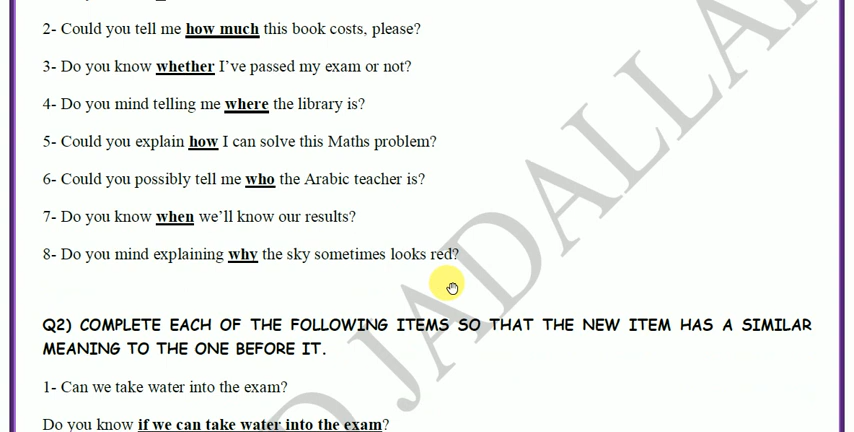 2- Could you tell me how much this book costs, please?
3- Do you know whether I've passed my exam or not?
4- Do you mind telling me where the library is?
5- Could you explain how I can solve this Maths problem?
6- Could you possibly tell me who the Arabic teacher is?
7- Do you know when we'll know our results?
8- Do you mind explaining why the sky sometimes looks red?
Q2) COMPLETE EACH OF THE FOLLOWING ITEMS SO THAT THE NEW ITEM HAS A SIMILAR
MEANING TO THE ONE BEFORE IT.
1- Can we take water into the exam?
Do you know if we can take water into the exam?
JADALLAH